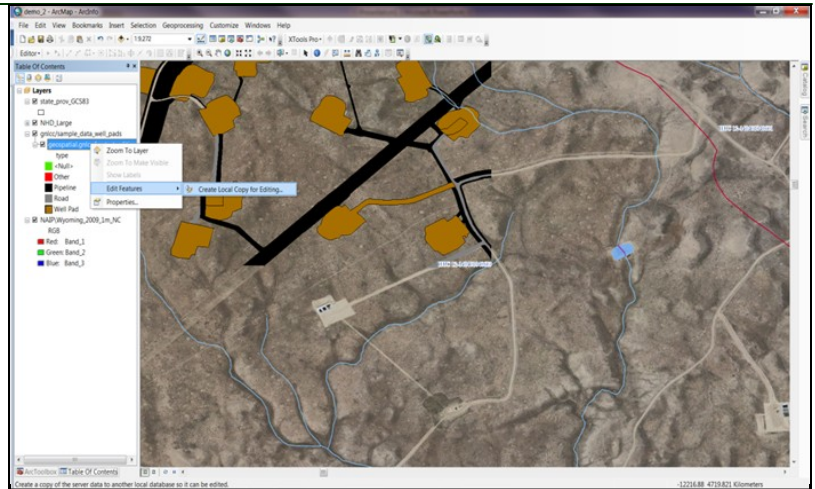 demo_2 - ArcMap - ArcInfo
File Edit View Bookmarks Insert Selection Geoprocessing Customize Windows Help
XTools Pro
Editor
Table Of Contents
Layers
state_prov_GCS83
NHD_Large
gnlcc/sample_data_well_pads
type
<Null>
Other
Pipeline
Road
Well Pad
NAIP\Wyoming_2009_1m_NC
RGB
Red: Band_1
Green: Band_2
Blue: Band_3
Zoom To Layer
Zoom To Make Visible
Show Labels
Edit Features
Create Local Copy for Editing...
Properties...
Catalog
Search
ArcToolbox
Table Of Contents
Create a copy of the server data to another local database so it can be edited.
-12216.88 4719.821 Kilometers